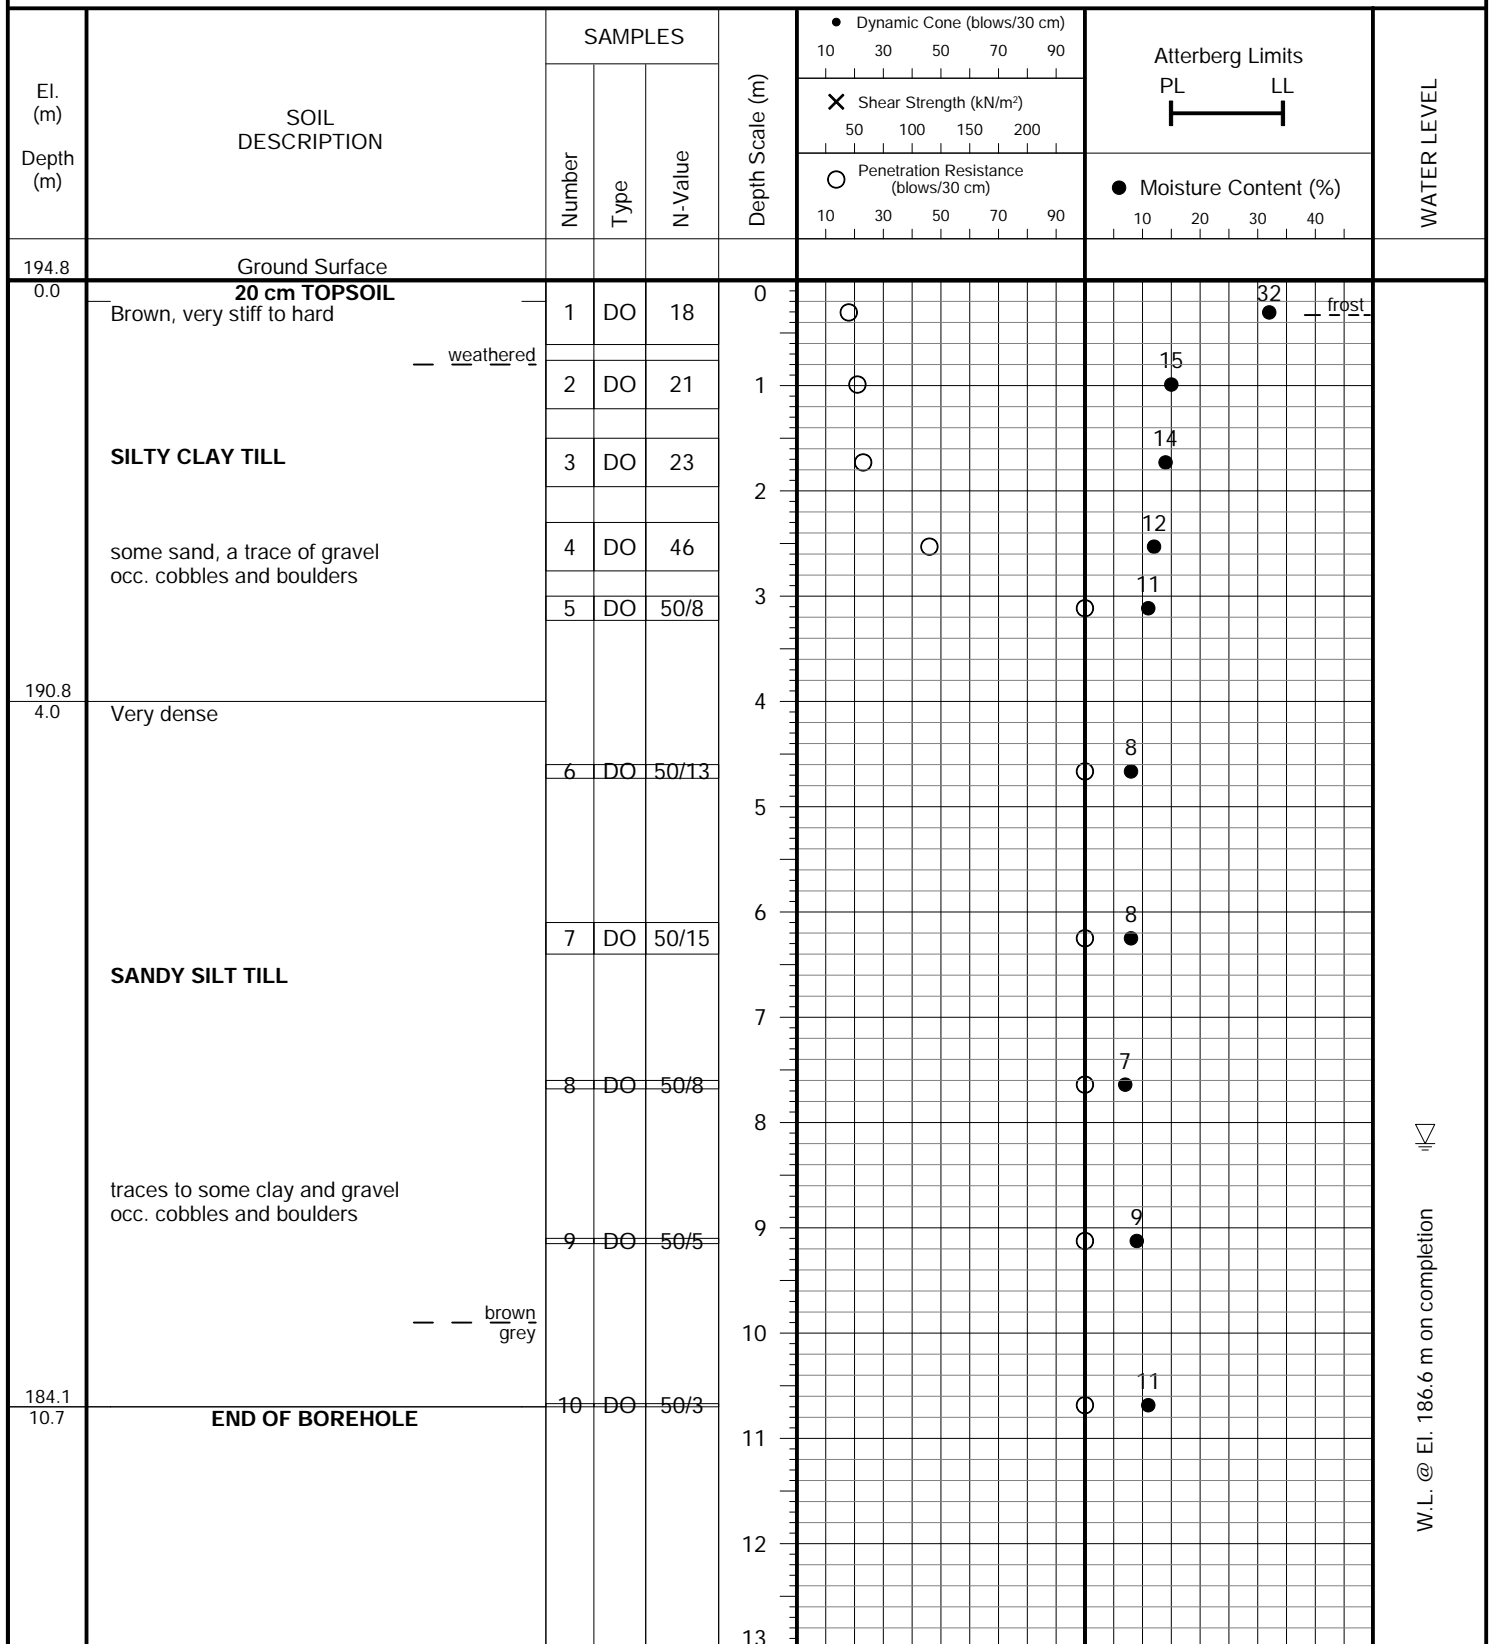 El.
(m)
Depth
(m)
SOIL
DESCRIPTION
SAMPLES
Number
Type
N-Value
Depth Scale (m)
● Dynamic Cone (blows/30 cm)
10 30 50 70 90
✕ Shear Strength (kN/m²)
50 100 150 200
○ Penetration Resistance
(blows/30 cm)
10 30 50 70 90
Atterberg Limits
PL LL
● Moisture Content (%)
10 20 30 40
WATER LEVEL
194.8 Ground Surface
0.0 20 cm TOPSOIL 0 32
Brown, very stiff to hard 1 DO 18 frost
weathered 15
2 DO 21 1
14
SILTY CLAY TILL 3 DO 23
2
12
some sand, a trace of gravel 4 DO 46
occ. cobbles and boulders 11
3
5 DO 50/8
190.8
4.0 Very dense 4
8
6 DO 50/13
5
6 8
7 DO 50/15
SANDY SILT TILL
7
7
8 DO 50/8
8
traces to some clay and gravel
occ. cobbles and boulders 9
9
9 DO 50/5
brown
grey 10
11
184.1
10.7 10 DO 50/3
END OF BOREHOLE
11
12
13
W.L. @ El. 186.6 m on completion